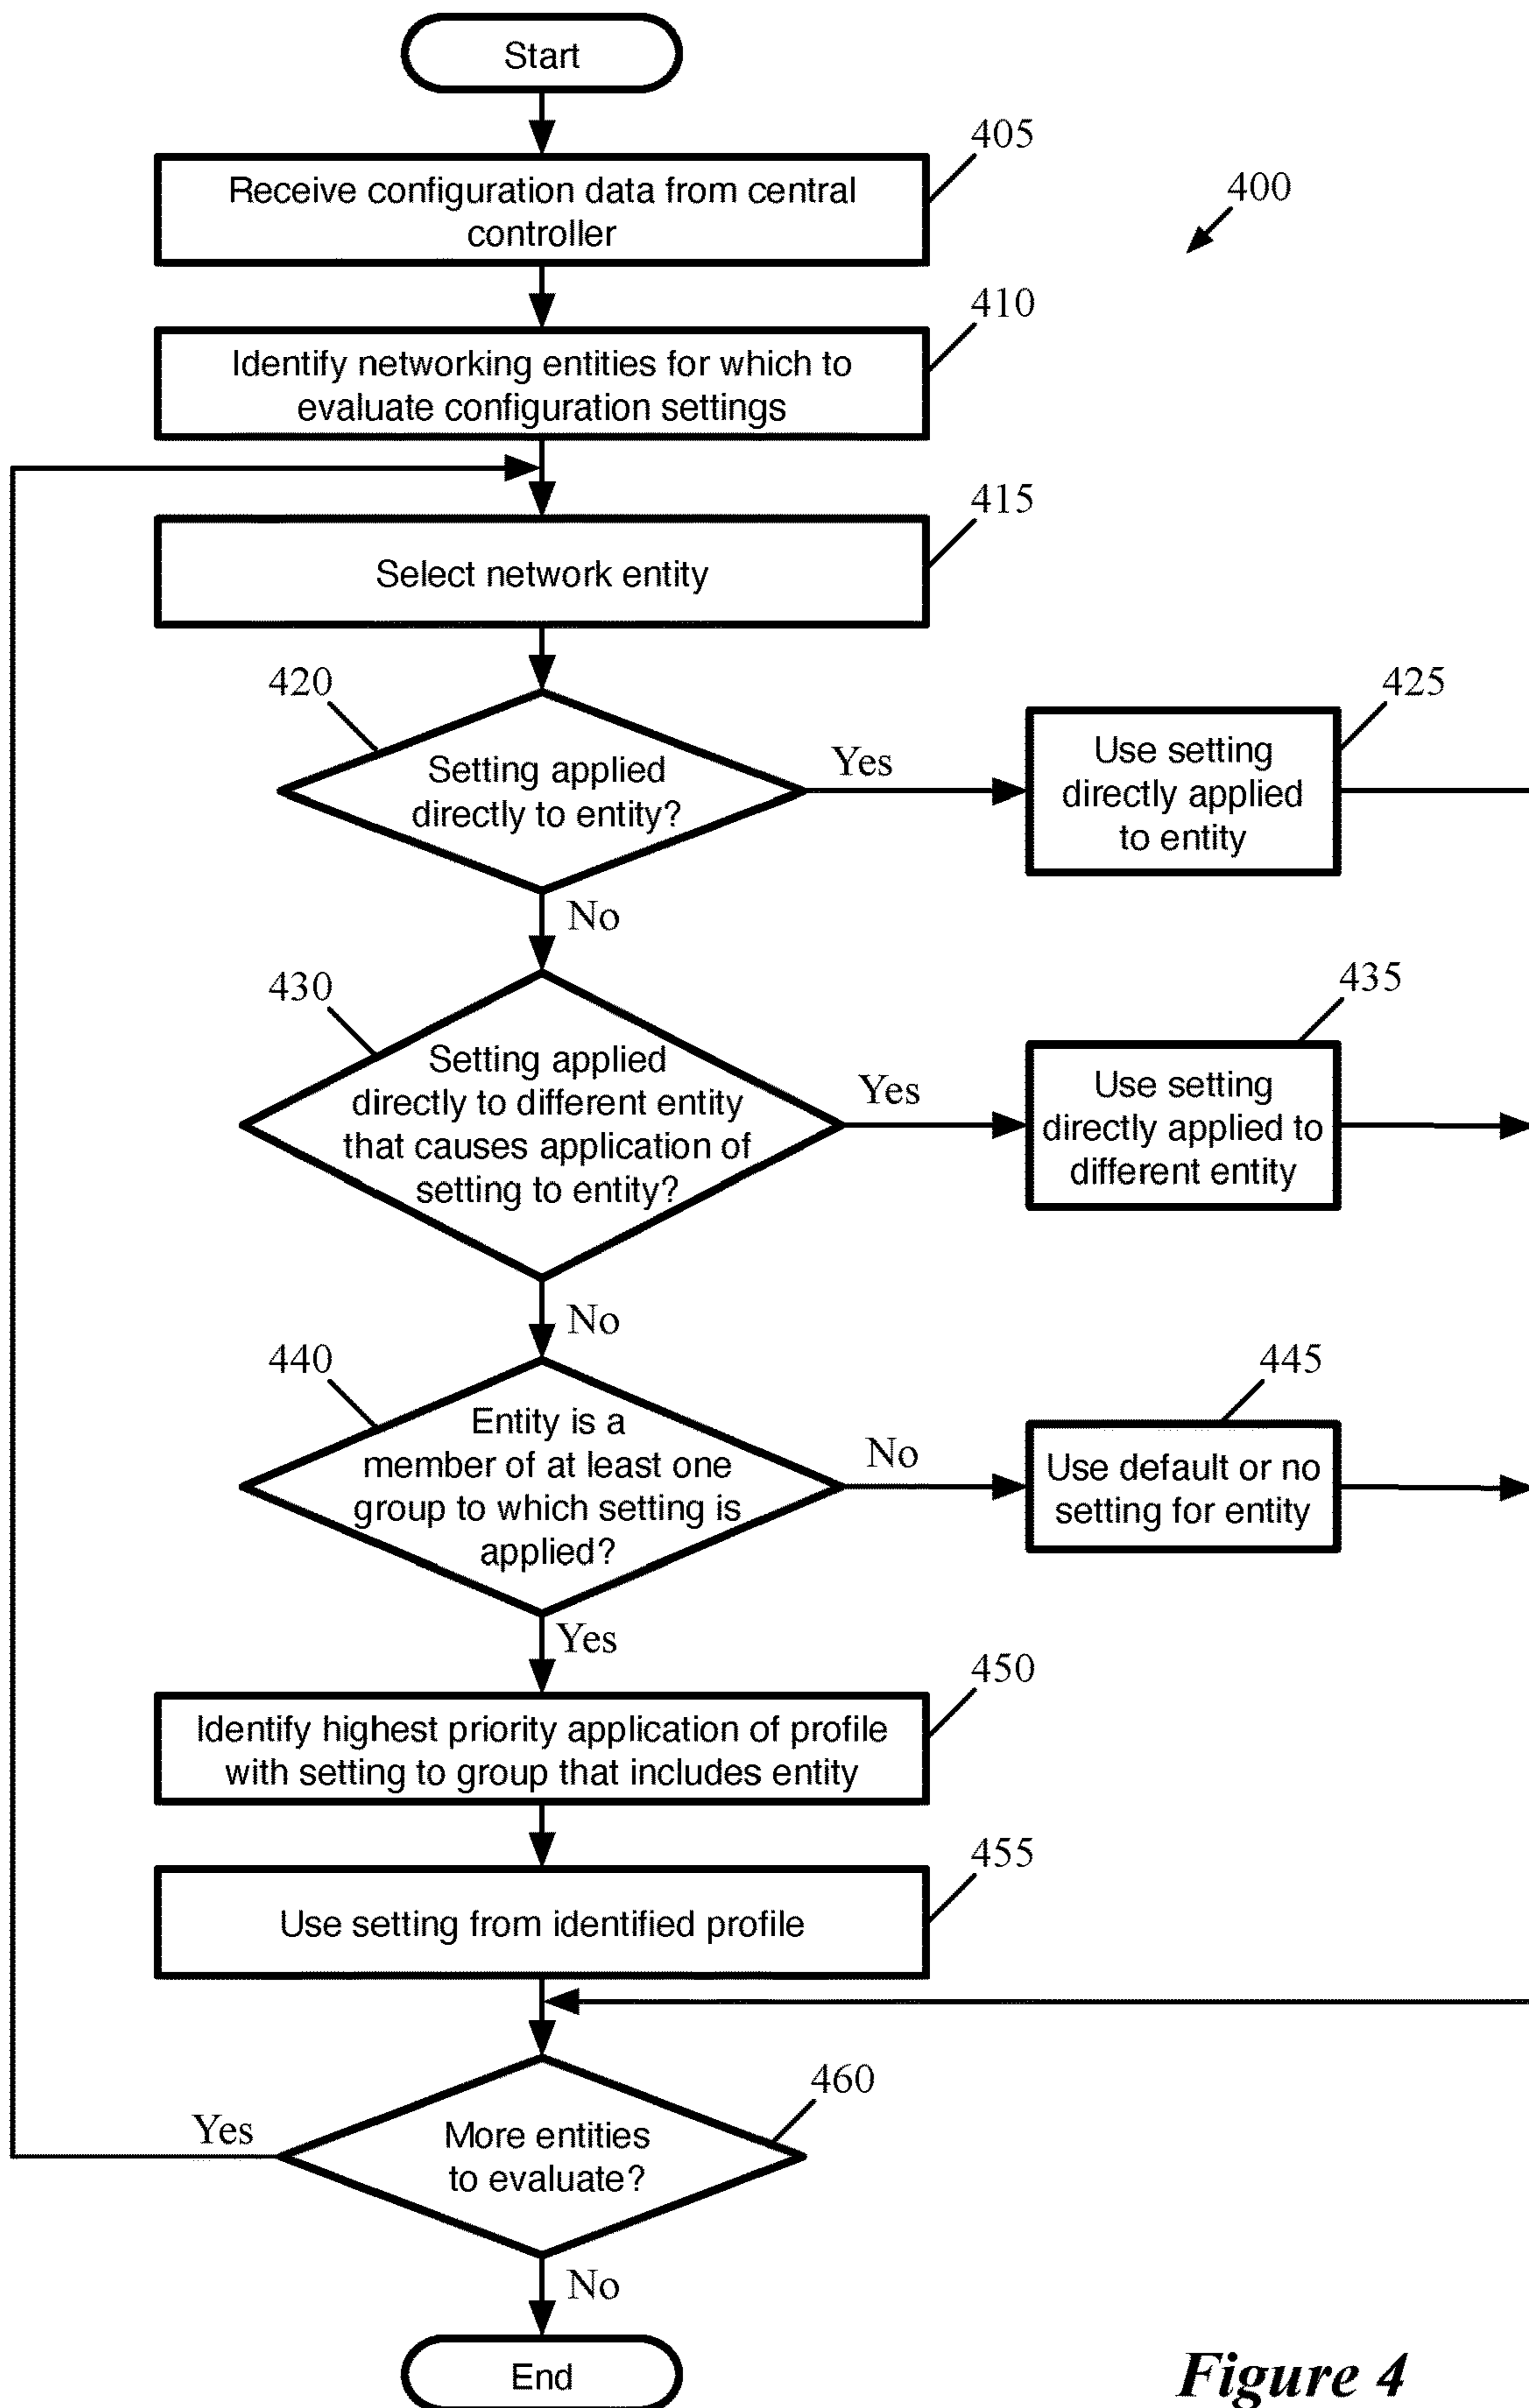 Start
405
Receive configuration data from central
controller
400
410
Identify networking entities for which to
evaluate configuration settings
415
Select network entity
420
Setting applied
directly to entity?
Yes
425
Use setting
directly applied
to entity
No
430
Setting applied
directly to different entity
that causes application of
setting to entity?
Yes
435
Use setting
directly applied to
different entity
No
440
Entity is a
member of at least one
group to which setting is
applied?
No
445
Use default or no
setting for entity
Yes
450
Identify highest priority application of profile
with setting to group that includes entity
455
Use setting from identified profile
460
More entities
to evaluate?
Yes
No
End
Figure 4